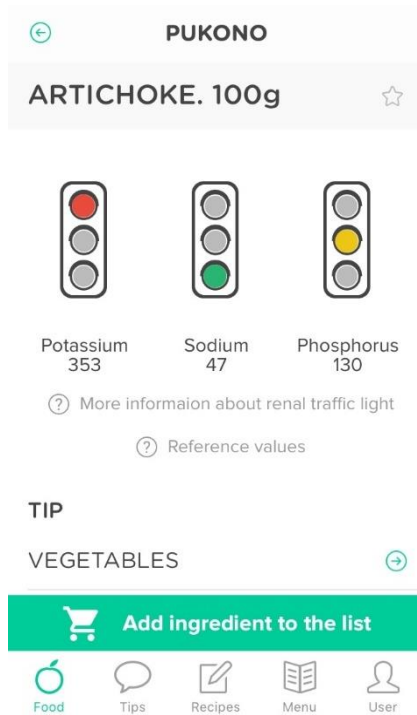 PUKONO
ARTICHOKE. 100g
Potassium Sodium Phosphorus
353 47 130
? More informaion about renal traffic light
? Reference values
TIP
VEGETABLES
Add ingredient to the list
Food Tips Recipes Menu User